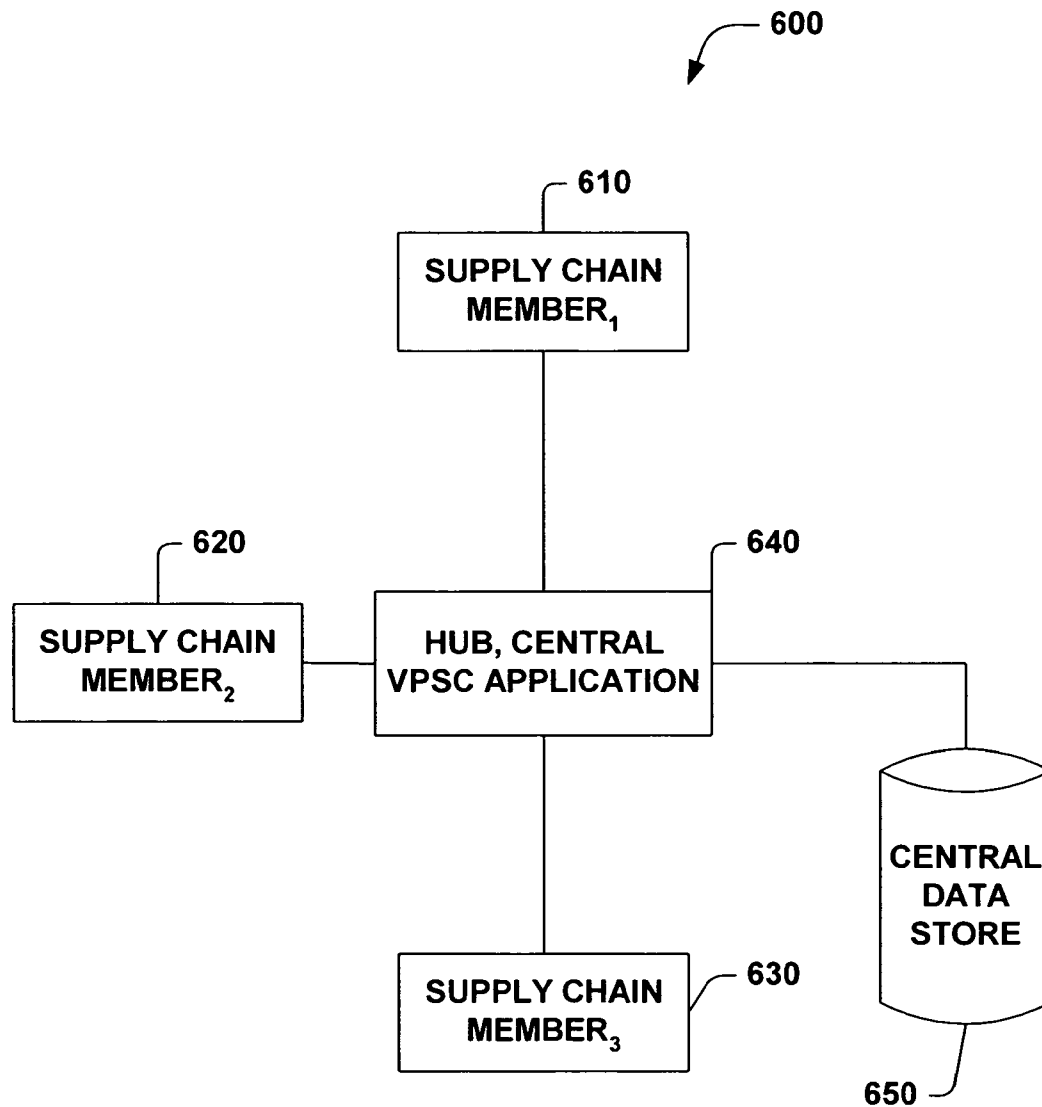 600
610
SUPPLY CHAIN
MEMBER₁
620
640
SUPPLY CHAIN
MEMBER₂
HUB, CENTRAL
VPSC APPLICATION
CENTRAL
DATA
STORE
630
SUPPLY CHAIN
MEMBER₃
650